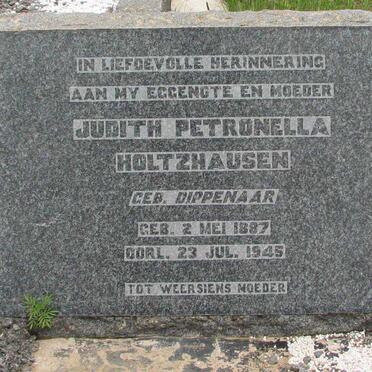 IN LIEFDEVOLLE HERINNERING
AAN MY EGGENOTE EN MOEDER
JUDITH PETRONELLA
HOLTZHAUSEN
GEB. DIPPENAAR
GEB. 2 MEI 1887
OORL. 23 JUL. 1945
TOT WEERSIENS MOEDER